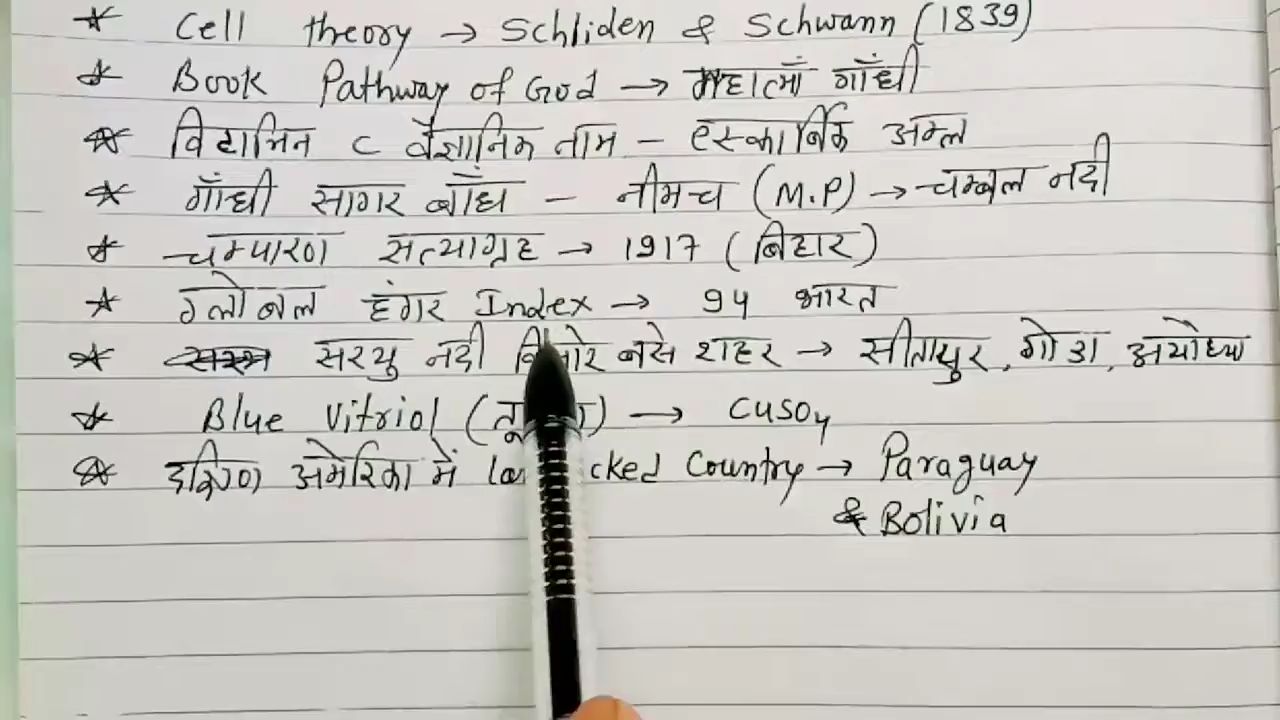 ☆ Cell theory → Schliden & Schwann (1839)
☆ Book Pathway of God → महात्माँ गाँधी
☆ विटामिन C वैज्ञानिक नाम - एस्कार्बिक अम्ल
☆ गाँधी सागर बाँध - नीमच (M.P) → चम्बल नदी
☆ चम्पारण सत्याग्रह → 1917 (बिहार)
☆ ग्लोबल हंगर Index → 94 भारत
☆ सरयु नदी बसे शहर → सीतापुर, गोंडा, अयोध्या
☆ Blue Vitriol → CUSO4
☆ दक्षिण अमेरिका में Country → Paraguay
& Bolivia